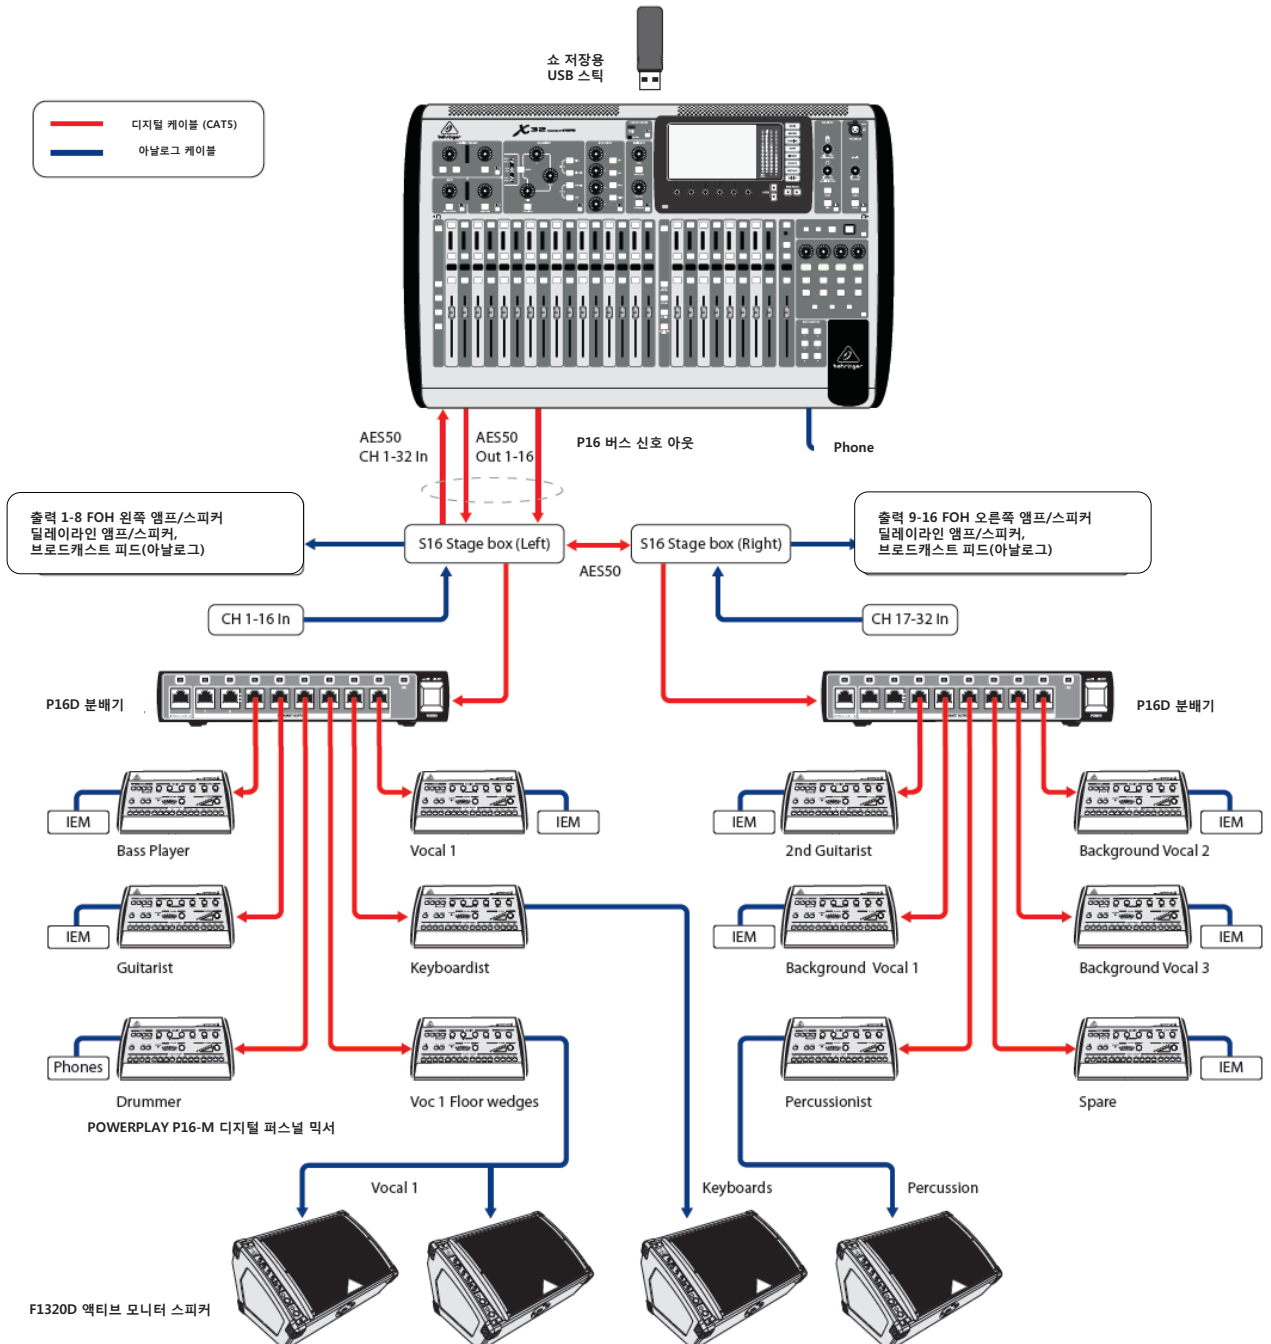 쇼 저장용
USB 스틱
디지털 케이블 (CAT5)
아날로그 케이블
behringer
X32
behringer
AES50
CH 1-32 In
AES50
Out 1-16
P16 버스 신호 아웃
Phone
출력 1-8 FOH 왼쪽 앰프/스피커
딜레이라인 앰프/스피커,
브로드캐스트 피드(아날로그)
S16 Stage box (Left)
S16 Stage box (Right)
출력 9-16 FOH 오른쪽 앰프/스피커
딜레이라인 앰프/스피커,
브로드캐스트 피드(아날로그)
AES50
CH 1-16 In
CH 17-32 In
P16D 분배기
P16D 분배기
IEM
Bass Player
IEM
Vocal 1
IEM
2nd Guitarist
IEM
Background Vocal 2
IEM
Guitarist
Keyboardist
IEM
Background Vocal 1
IEM
Background Vocal 3
Phones
Drummer
Voc 1 Floor wedges
Percussionist
IEM
Spare
POWERPLAY P16-M 디지털 퍼스널 믹서
Vocal 1
Keyboards
Percussion
F1320D 액티브 모니터 스피커